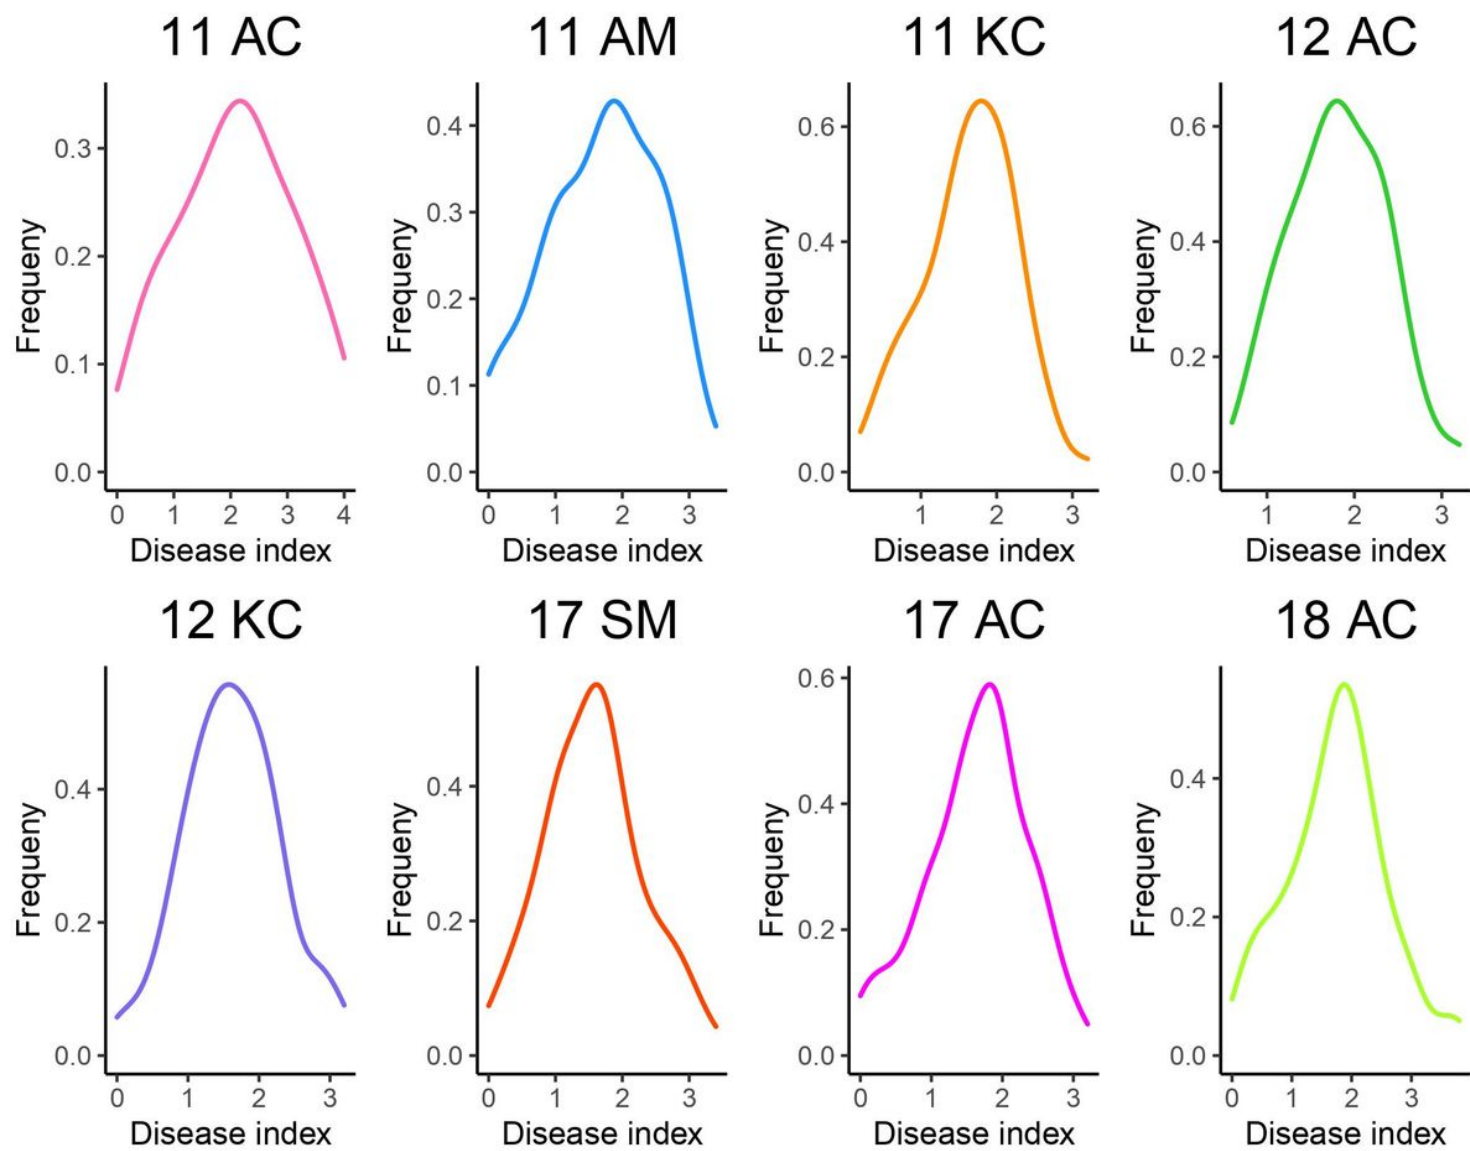 11 AC
11 AM
11 KC
12 AC
Frequeny
0.3
0.2
0.1
0.0
0 1 2 3 4
Disease index
Frequeny
0.4
0.3
0.2
0.1
0.0
0 1 2 3
Disease index
Frequeny
0.6
0.4
0.2
0.0
1 2 3
Disease index
Frequeny
0.6
0.4
0.2
0.0
1 2 3
Disease index
12 KC
17 SM
17 AC
18 AC
Frequeny
0.4
0.2
0.0
0 1 2 3
Disease index
Frequeny
0.4
0.2
0.0
0 1 2 3
Disease index
Frequeny
0.6
0.4
0.2
0.0
0 1 2 3
Disease index
Frequeny
0.4
0.2
0.0
0 1 2 3
Disease index